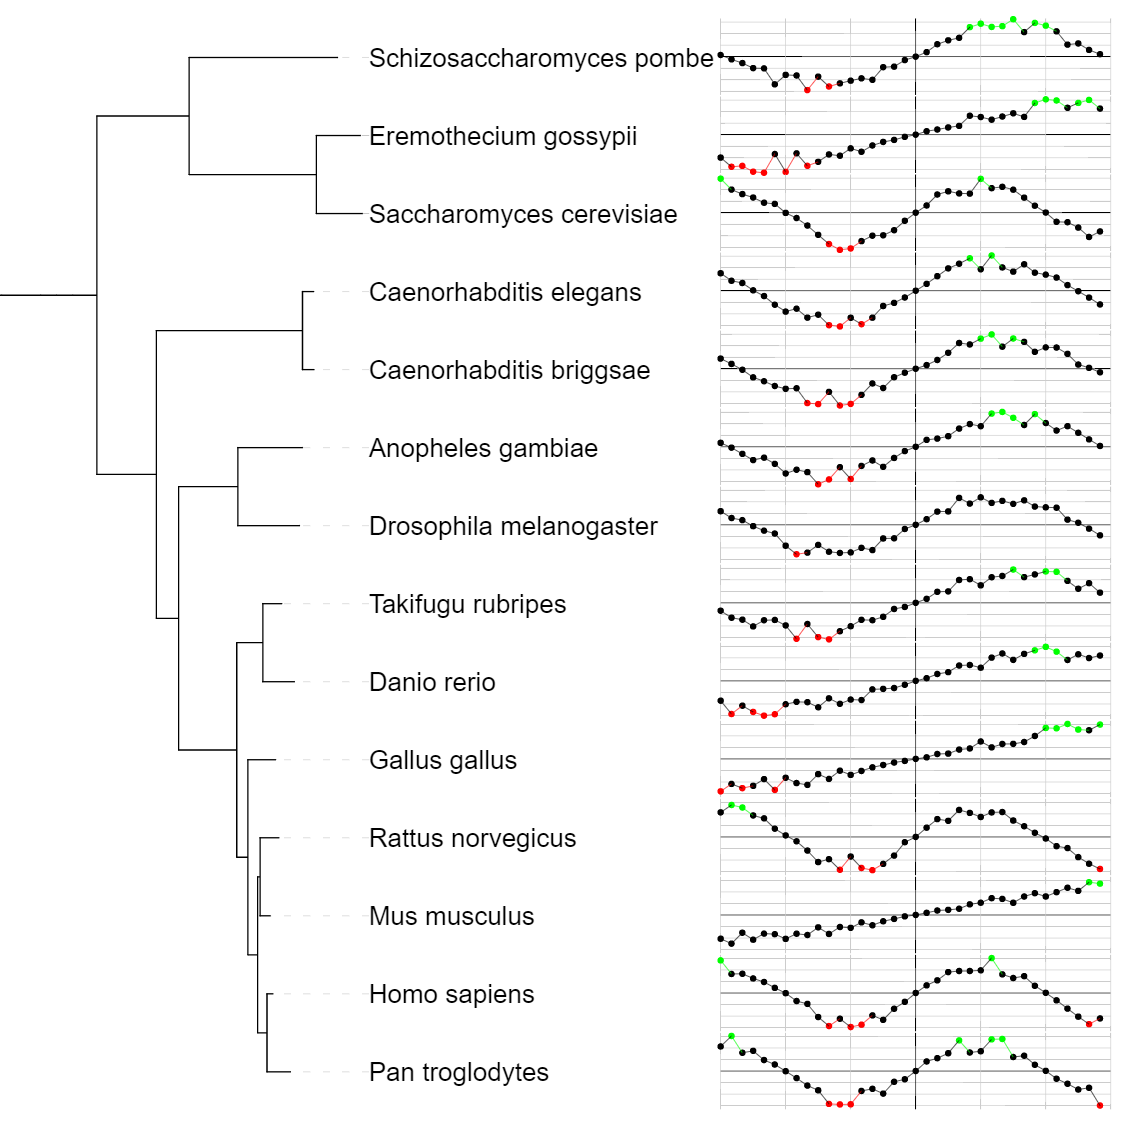 Schizosaccharomyces pombe
Eremothecium gossypii
Saccharomyces cerevisiae
Caenorhabditis elegans
Caenorhabditis briggsae
Anopheles gambiae
Drosophila melanogaster
Takifugu rubripes
Danio rerio
Gallus gallus
Rattus norvegicus
Mus musculus
Homo sapiens
Pan troglodytes